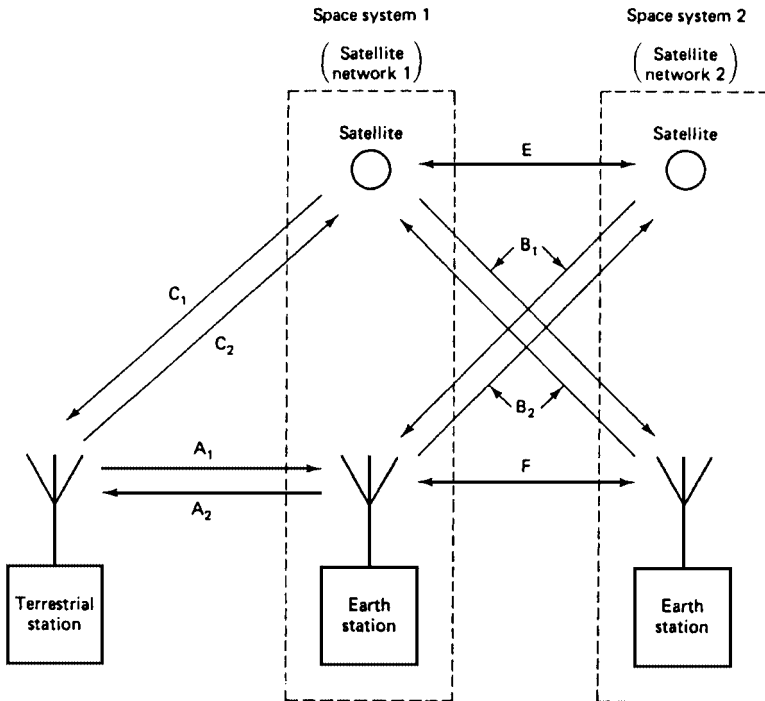 Space system 1
Space system 2
(Satellite
network 1)
(Satellite
network 2)
Satellite
Satellite
E
B₁
C₁
C₂
B₂
A₁
F
A₂
Terrestrial
station
Earth
station
Earth
station